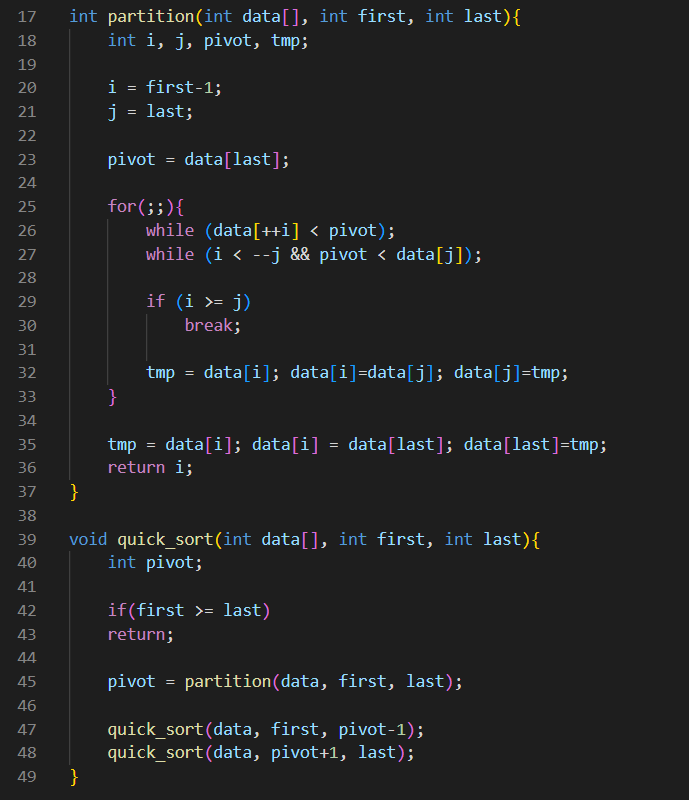 17 int partition(int data[], int first, int last){
18     int i, j, pivot, tmp;
19
20     i = first-1;
21     j = last;
22
23     pivot = data[last];
24
25     for(;;){
26         while (data[++i] < pivot);
27         while (i < --j && pivot < data[j]);
28
29         if (i >= j)
30             break;
31
32         tmp = data[i]; data[i]=data[j]; data[j]=tmp;
33     }
34
35     tmp = data[i]; data[i] = data[last]; data[last]=tmp;
36     return i;
37 }
38
39 void quick_sort(int data[], int first, int last){
40     int pivot;
41
42     if(first >= last)
43     return;
44
45     pivot = partition(data, first, last);
46
47     quick_sort(data, first, pivot-1);
48     quick_sort(data, pivot+1, last);
49 }